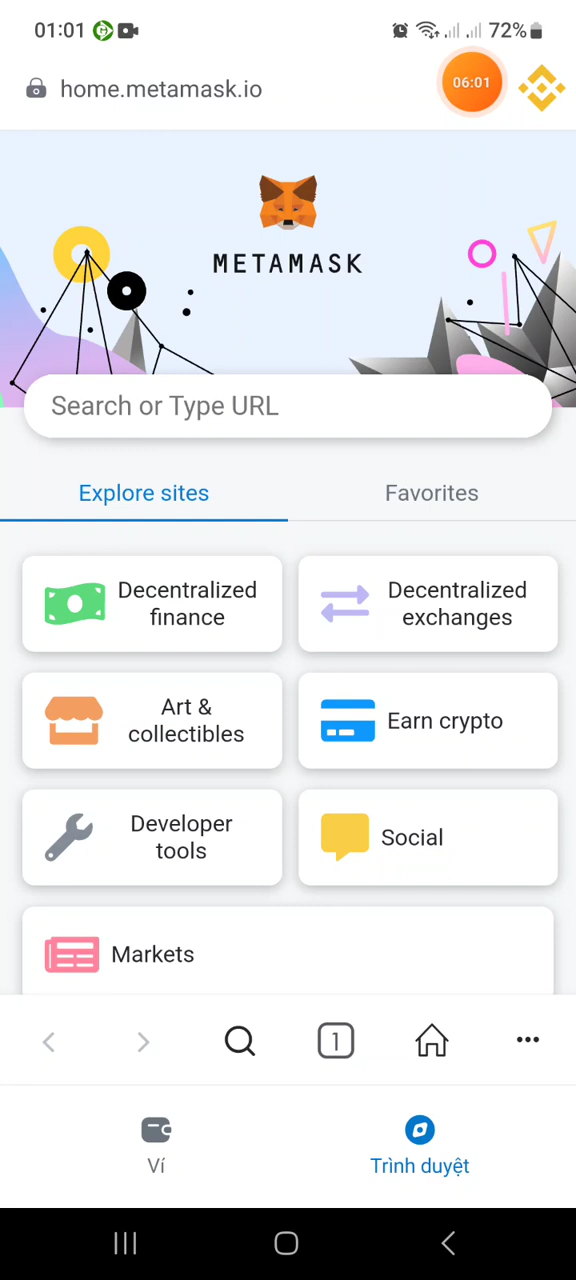 01:01
72%
home.metamask.io
06:01
METAMASK
Search or Type URL
Explore sites
Favorites
Decentralized
finance
Decentralized
exchanges
Art &
collectibles
Earn crypto
Developer
tools
Social
Markets
1
Ví
Trình duyệt